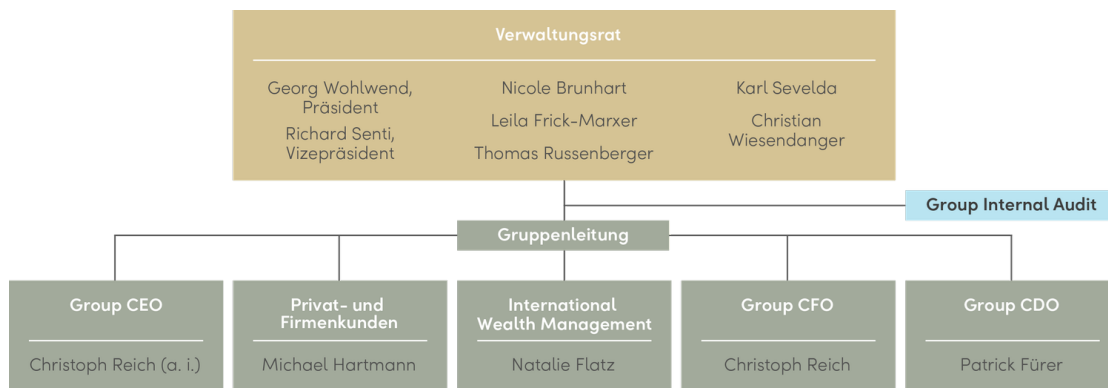 Verwaltungsrat
Georg Wohlwend,
Präsident
Richard Senti,
Vizepräsident
Nicole Brunhart
Leila Frick-Marxer
Thomas Russenberger
Karl Sevelda
Christian
Wiesendanger
Group Internal Audit
Gruppenleitung
Group CEO
Christoph Reich (a. i.)
Privat- und
Firmenkunden
Michael Hartmann
International
Wealth Management
Natalie Flatz
Group CFO
Christoph Reich
Group CDO
Patrick Fürer